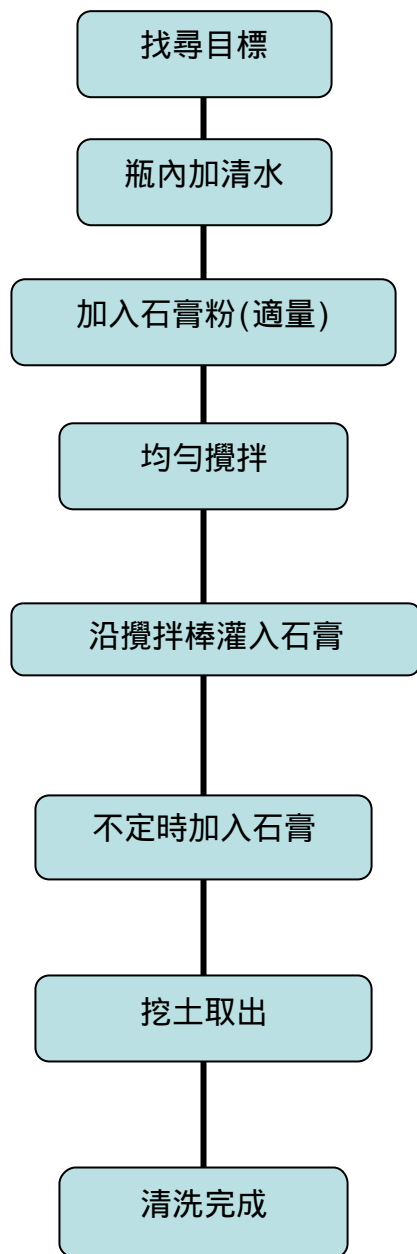 找尋目標
瓶內加清水
加入石膏粉(適量)
均勻攪拌
沿攪拌棒灌入石膏
不定時加入石膏
挖土取出
清洗完成